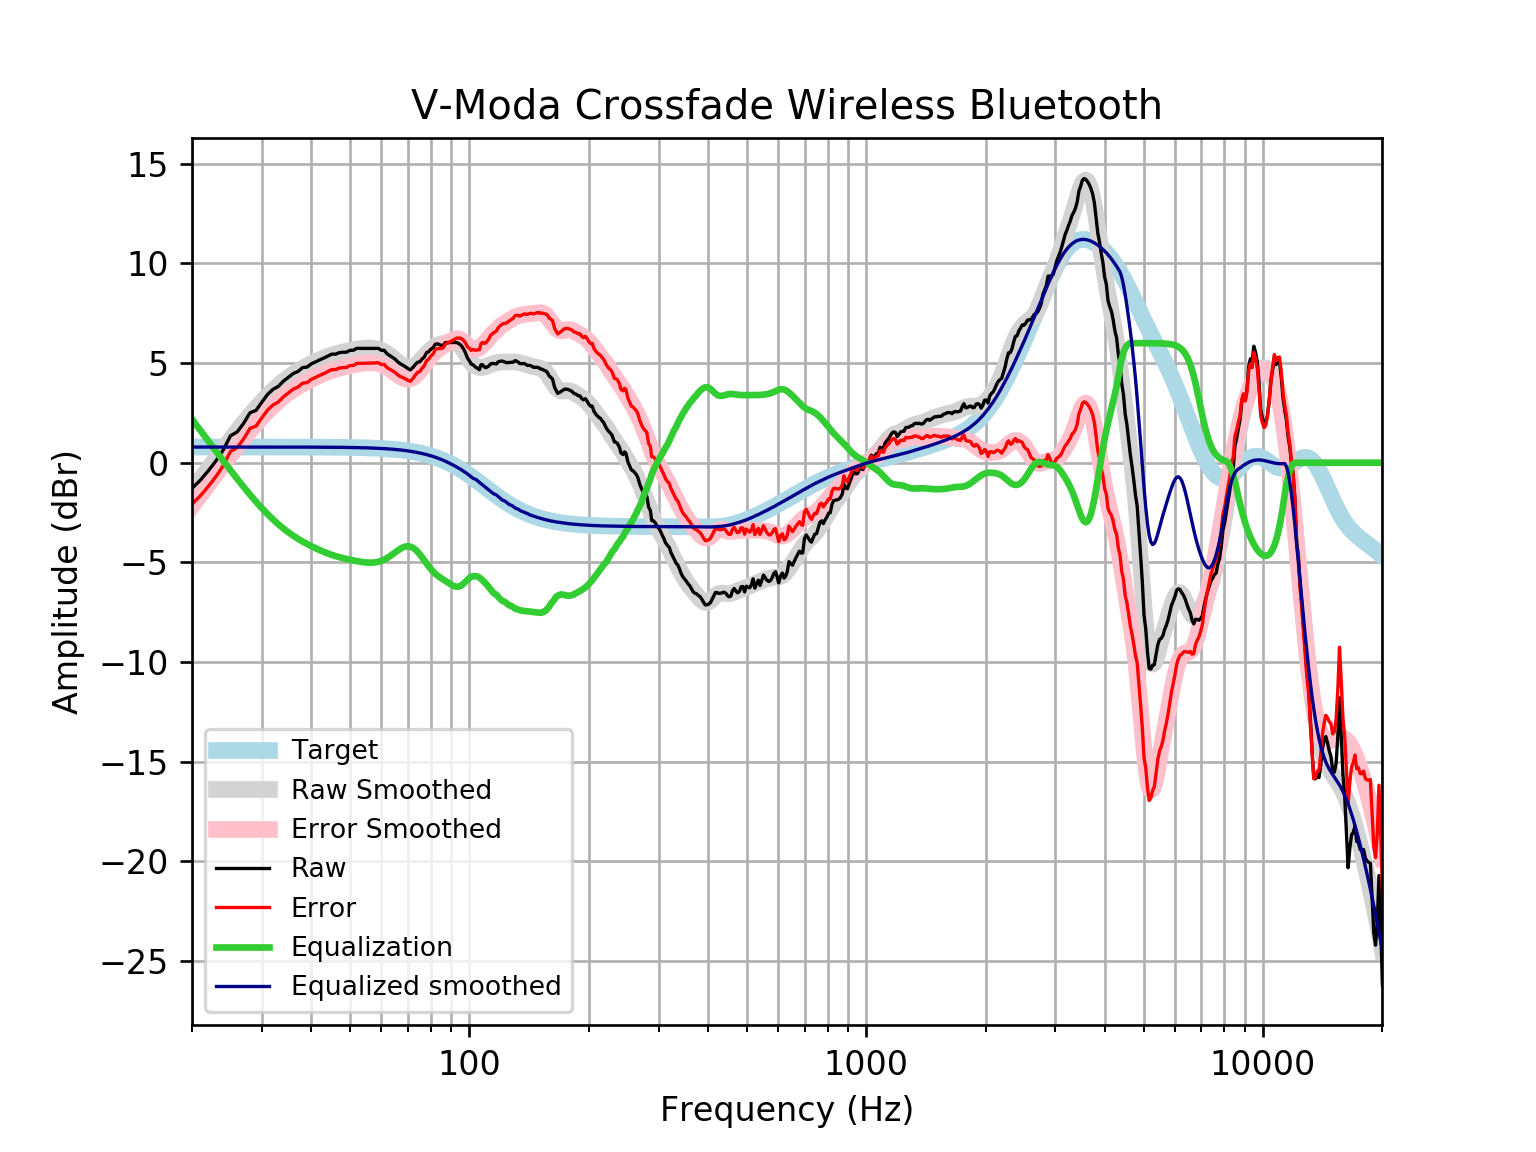 V-Moda Crossfade Wireless Bluetooth
15
10
5
0
−5
−10
−15
−20
−25
Amplitude (dBr)
Target
Raw Smoothed
Error Smoothed
Raw
Error
Equalization
Equalized smoothed
100 1000 10000
Frequency (Hz)